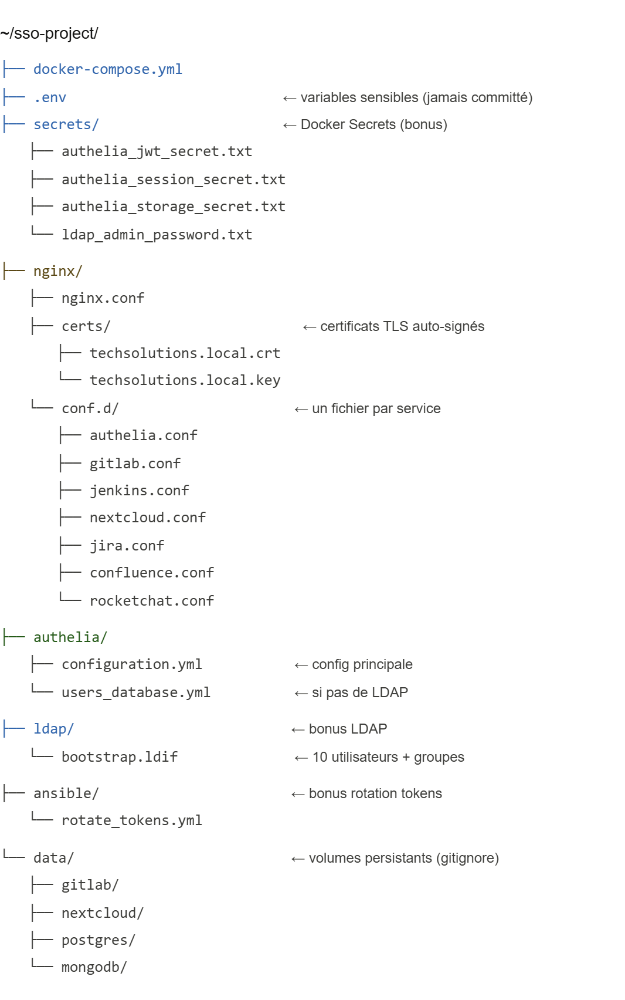 ~/sso-project/
├── docker-compose.yml
├── .env ← variables sensibles (jamais committé)
├── secrets/ ← Docker Secrets (bonus)
├── authelia_jwt_secret.txt
├── authelia_session_secret.txt
├── authelia_storage_secret.txt
└── ldap_admin_password.txt
├── nginx/
├── nginx.conf
├── certs/ ← certificats TLS auto-signés
├── techsolutions.local.crt
└── techsolutions.local.key
└── conf.d/ ← un fichier par service
├── authelia.conf
├── gitlab.conf
├── jenkins.conf
├── nextcloud.conf
├── jira.conf
├── confluence.conf
└── rocketchat.conf
├── authelia/
├── configuration.yml ← config principale
└── users_database.yml ← si pas de LDAP
├── ldap/ ← bonus LDAP
└── bootstrap.ldif ← 10 utilisateurs + groupes
├── ansible/ ← bonus rotation tokens
└── rotate_tokens.yml
└── data/ ← volumes persistants (gitignore)
├── gitlab/
├── nextcloud/
├── postgres/
└── mongodb/